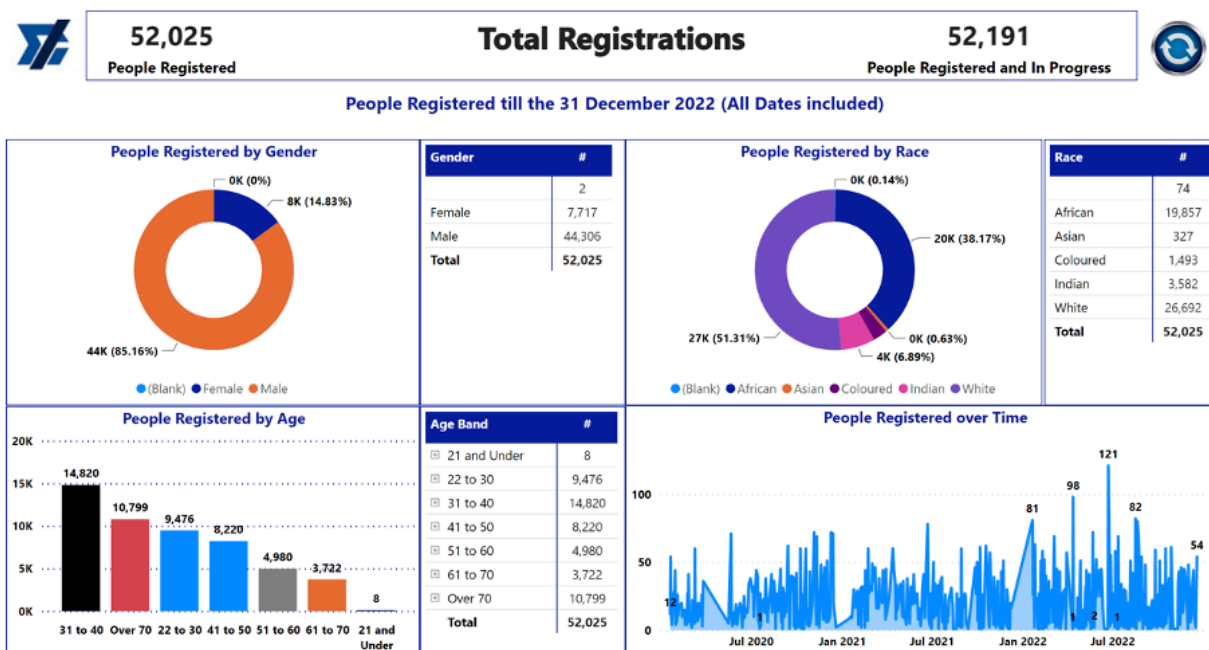 52,025
People Registered
Total Registrations
52,191
People Registered and In Progress
People Registered till the 31 December 2022 (All Dates included)
People Registered by Gender
0K (0%)
8K (14.83%)
44K (85.16%)
(Blank) Female Male
Gender #
2
Female 7,717
Male 44,306
Total 52,025
People Registered by Race
0K (0.14%)
20K (38.17%)
27K (51.31%)
0K (0.63%)
4K (6.89%)
(Blank) African Asian Coloured Indian White
Race #
74
African 19,857
Asian 327
Coloured 1,493
Indian 3,582
White 26,692
Total 52,025
People Registered by Age
20K
15K
10K
5K
0K
14,820
10,799
9,476
8,220
4,980
3,722
8
31 to 40 Over 70 22 to 30 41 to 50 51 to 60 61 to 70 21 and
Under
Age Band #
21 and Under 8
22 to 30 9,476
31 to 40 14,820
41 to 50 8,220
51 to 60 4,980
61 to 70 3,722
Over 70 10,799
Total 52,025
People Registered over Time
100
50
0
12
1
81
98
121
82
54
1
2
1
Jul 2020 Jan 2021 Jul 2021 Jan 2022 Jul 2022